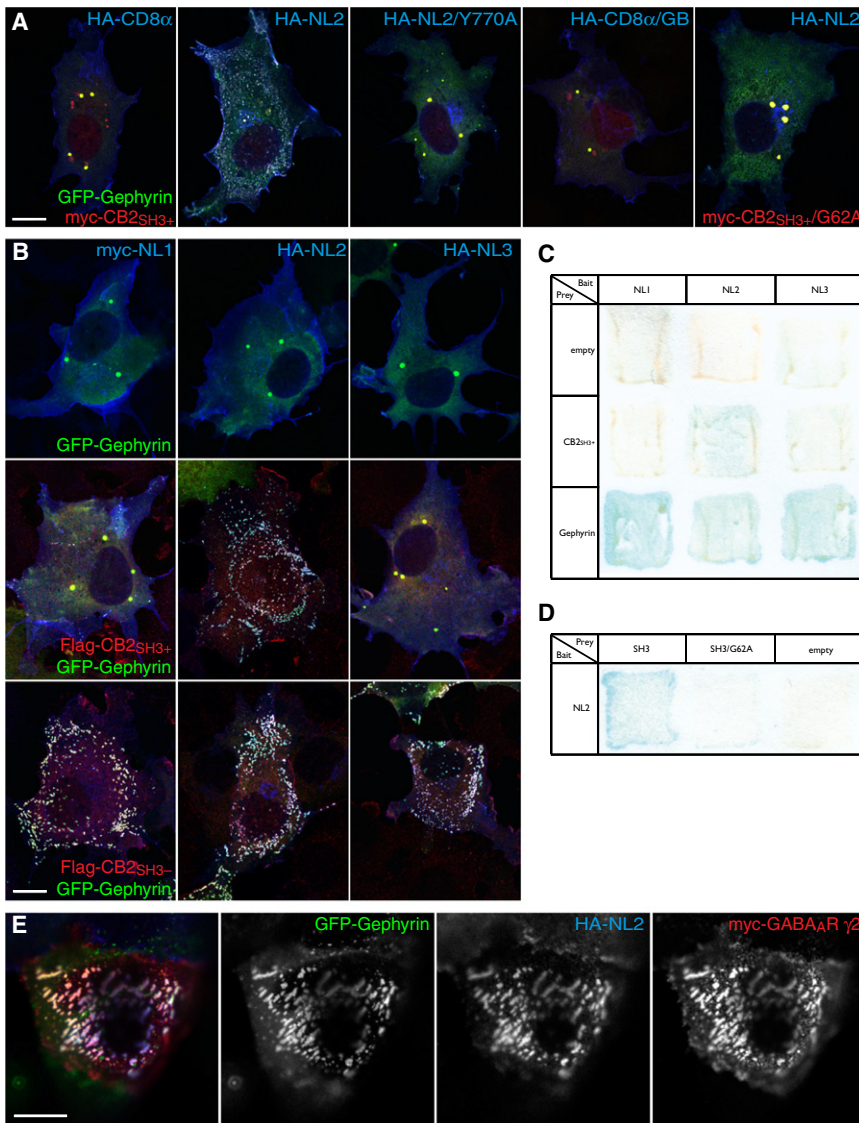 A
HA-CD8α
HA-NL2
HA-NL2/Y770A
HA-CD8α/GB
HA-NL2
GFP-Gephyrin
myc-CB2SH3+
myc-CB2SH3+/G62A
B
myc-NL1
HA-NL2
HA-NL3
GFP-Gephyrin
Flag-CB2SH3+
GFP-Gephyrin
Flag-CB2SH3–
GFP-Gephyrin
C
Bait
Prey
NL1
NL2
NL3
empty
CB2SH3+
Gephyrin
D
Prey
Bait
SH3
SH3/G62A
empty
NL2
E
GFP-Gephyrin
HA-NL2
myc-GABAAR γ2